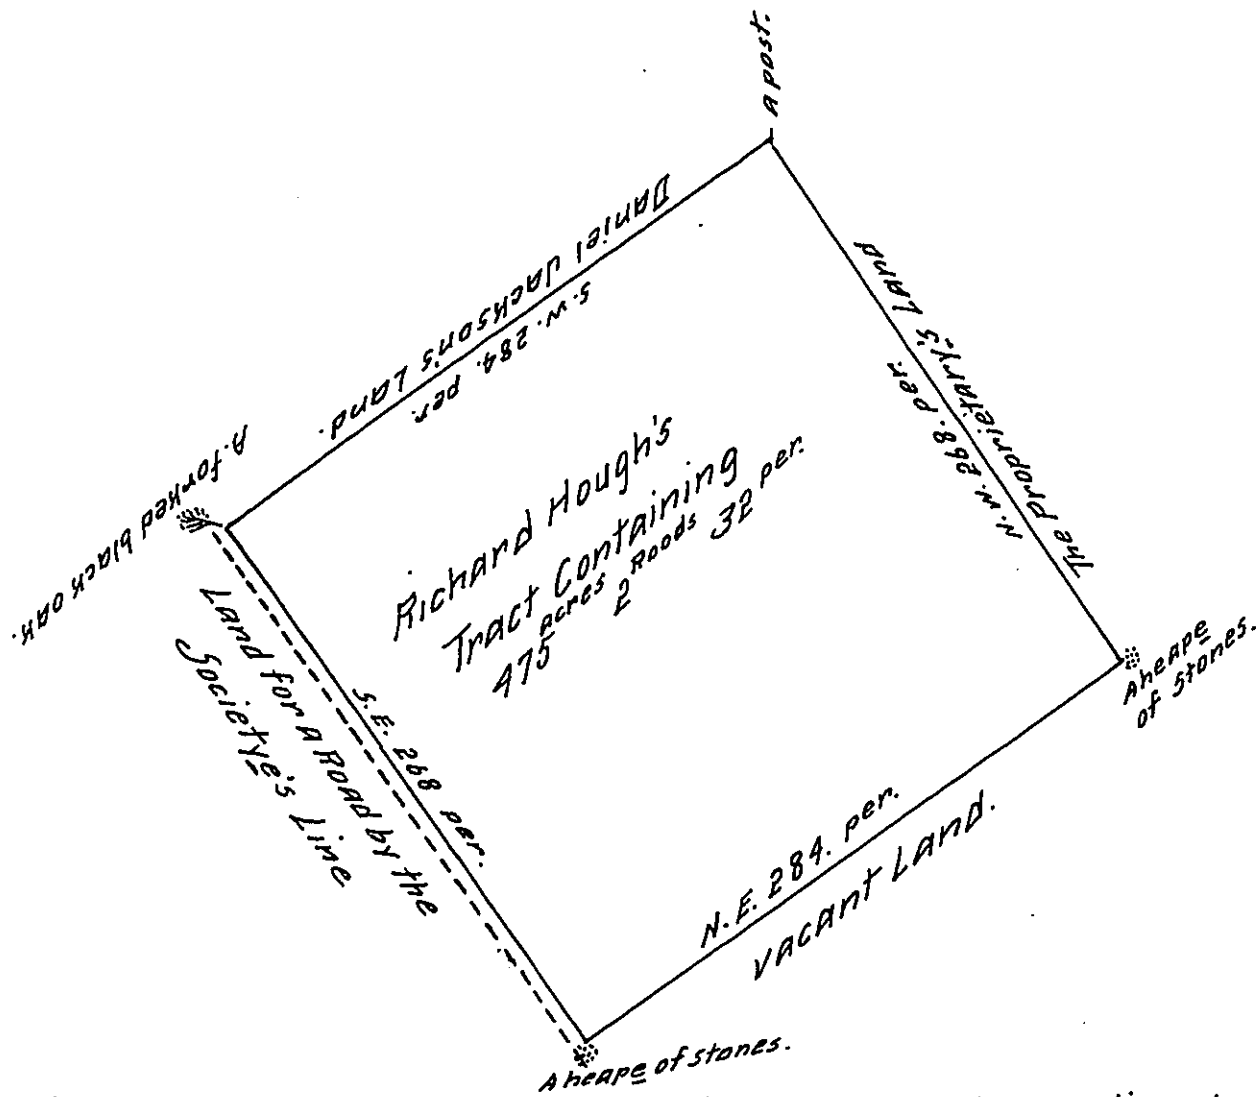 a post.
Daniel Jackson's Land.
S.W. 284. per.
The Proprietary's Land
N.W. 268. per.
A. forked black oak.
Richard Hough's
Tract Containing
475 acres 2 Roods 32 per.
Land for a Road by the
Societye's Line
S.E. 268 per.
A heape
of Stones.
N.E. 284. per.
Vacant Land.
A heape of stones.